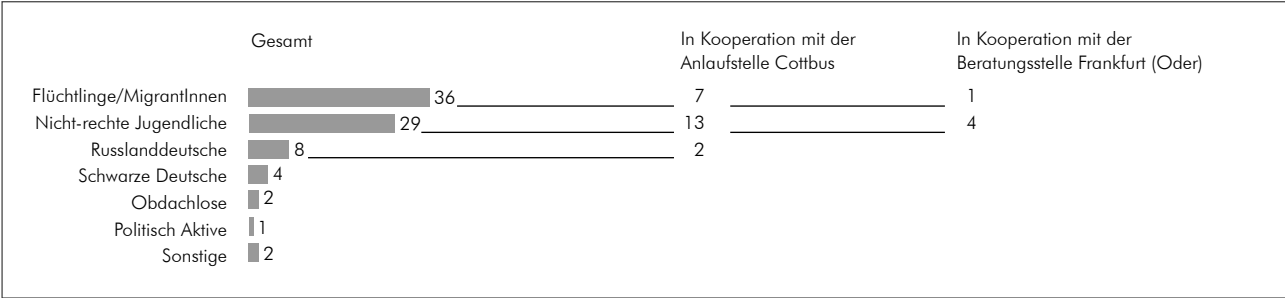 Gesamt In Kooperation mit der In Kooperation mit der
Anlaufstelle Cottbus Beratungsstelle Frankfurt (Oder)
Flüchtlinge/MigrantInnen 36 7 1
Nicht-rechte Jugendliche 29 13 4
Russlanddeutsche 8 2
Schwarze Deutsche 4
Obdachlose 2
Politisch Aktive 1
Sonstige 2